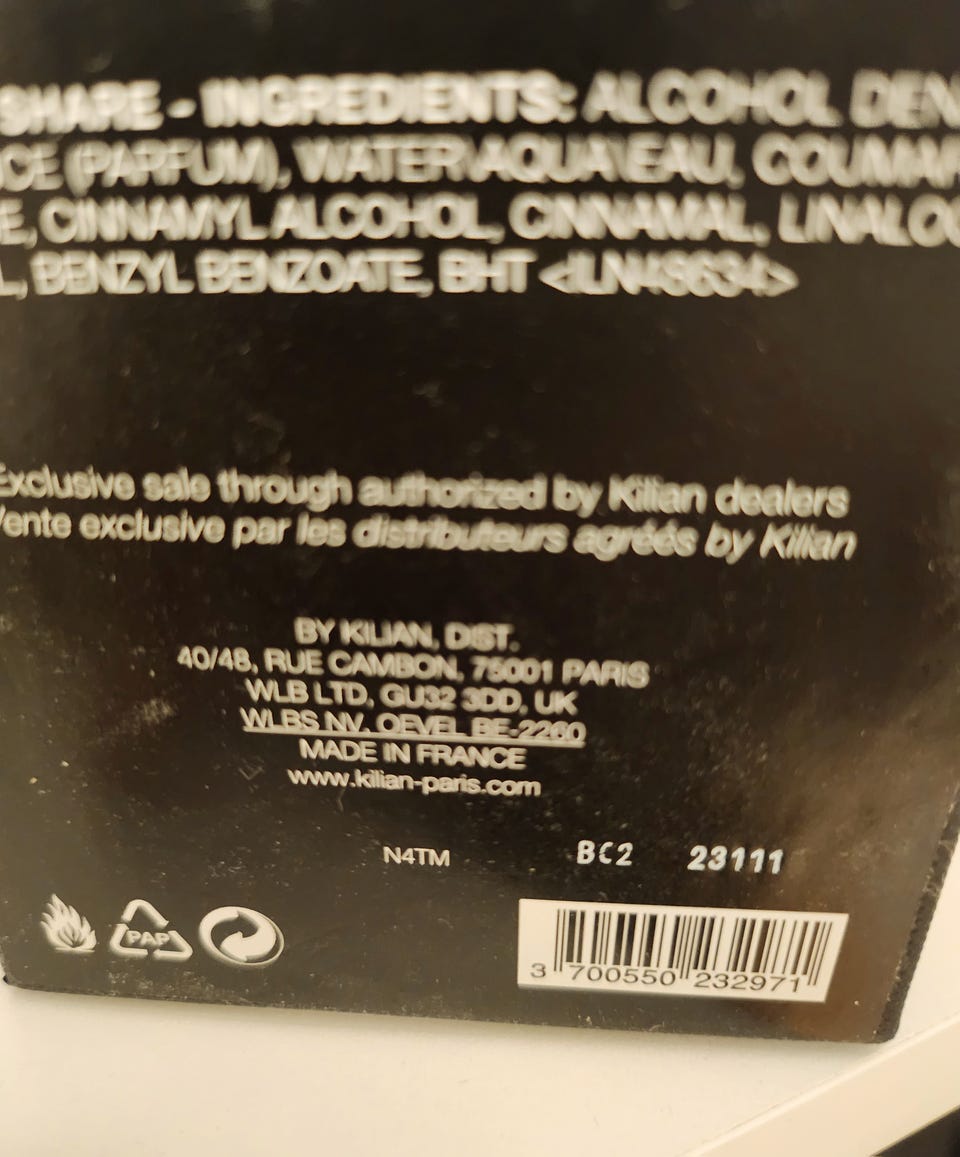 SHARE - INGREDIENTS: ALCOHOL DEN
CE (PARFUM), WATER\AQUA\EAU, COUMAR
E, CINNAMYL ALCOHOL, CINNAMAL, LINALO
L, BENZYL BENZOATE, BHT <ILN48634>
Exclusive sale through authorized by Kilian dealers
Vente exclusive par les distributeurs agréés by Kilian
BY KILIAN, DIST.
40/48, RUE CAMBON, 75001 PARIS
WLB LTD, GU32 3DD, UK
WLBS NV. OEVEL BE-2260
MADE IN FRANCE
www.kilian-paris.com
N4TM BC2 23111
PAP
3 700550 232971